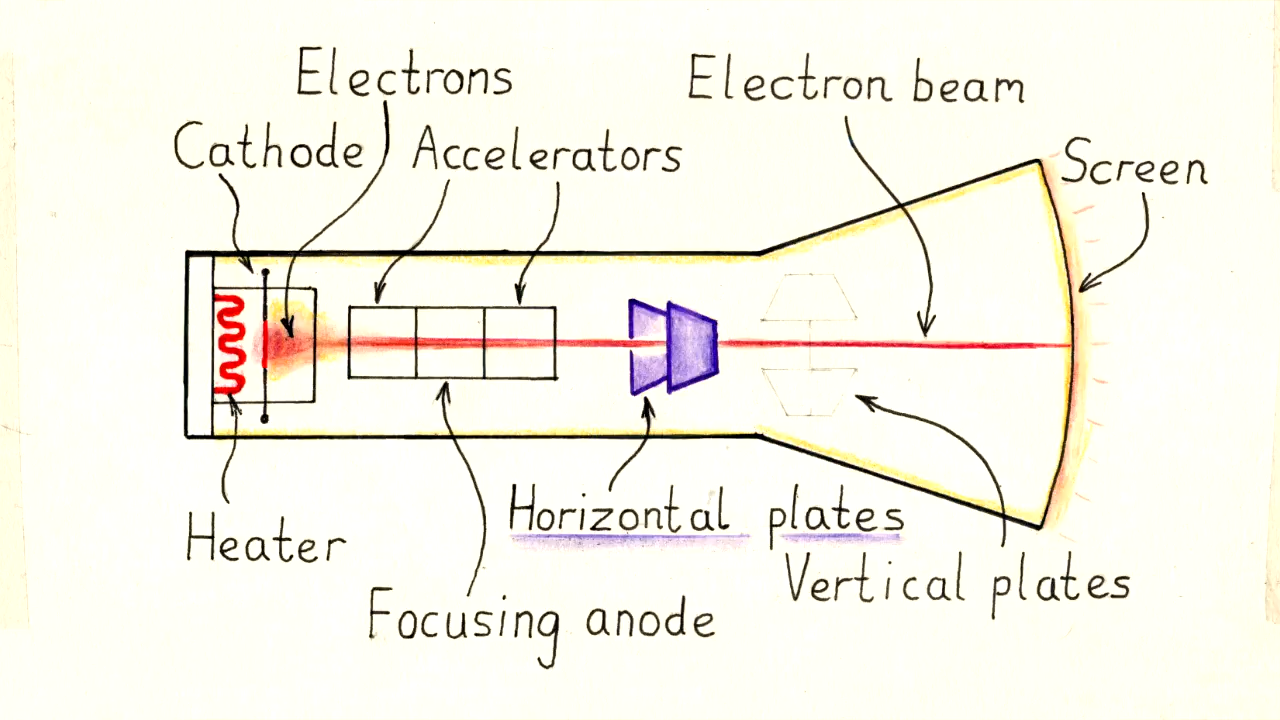 Electrons
Electron beam
Cathode
Accelerators
Screen
Horizontal plates
Heater
Vertical plates
Focusing anode